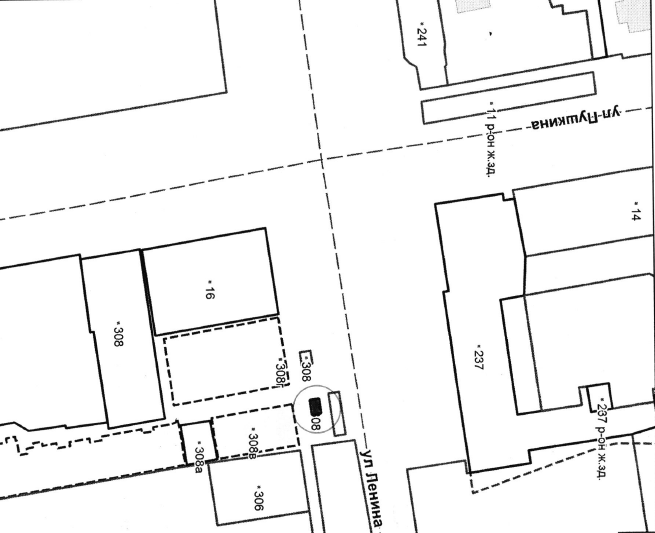 241
ул Пушкина
11 р-он ж.зд.
14
16
308
237
308г
308
237 р-он ж.зд.
08
308а
308в
306
ул Ленина